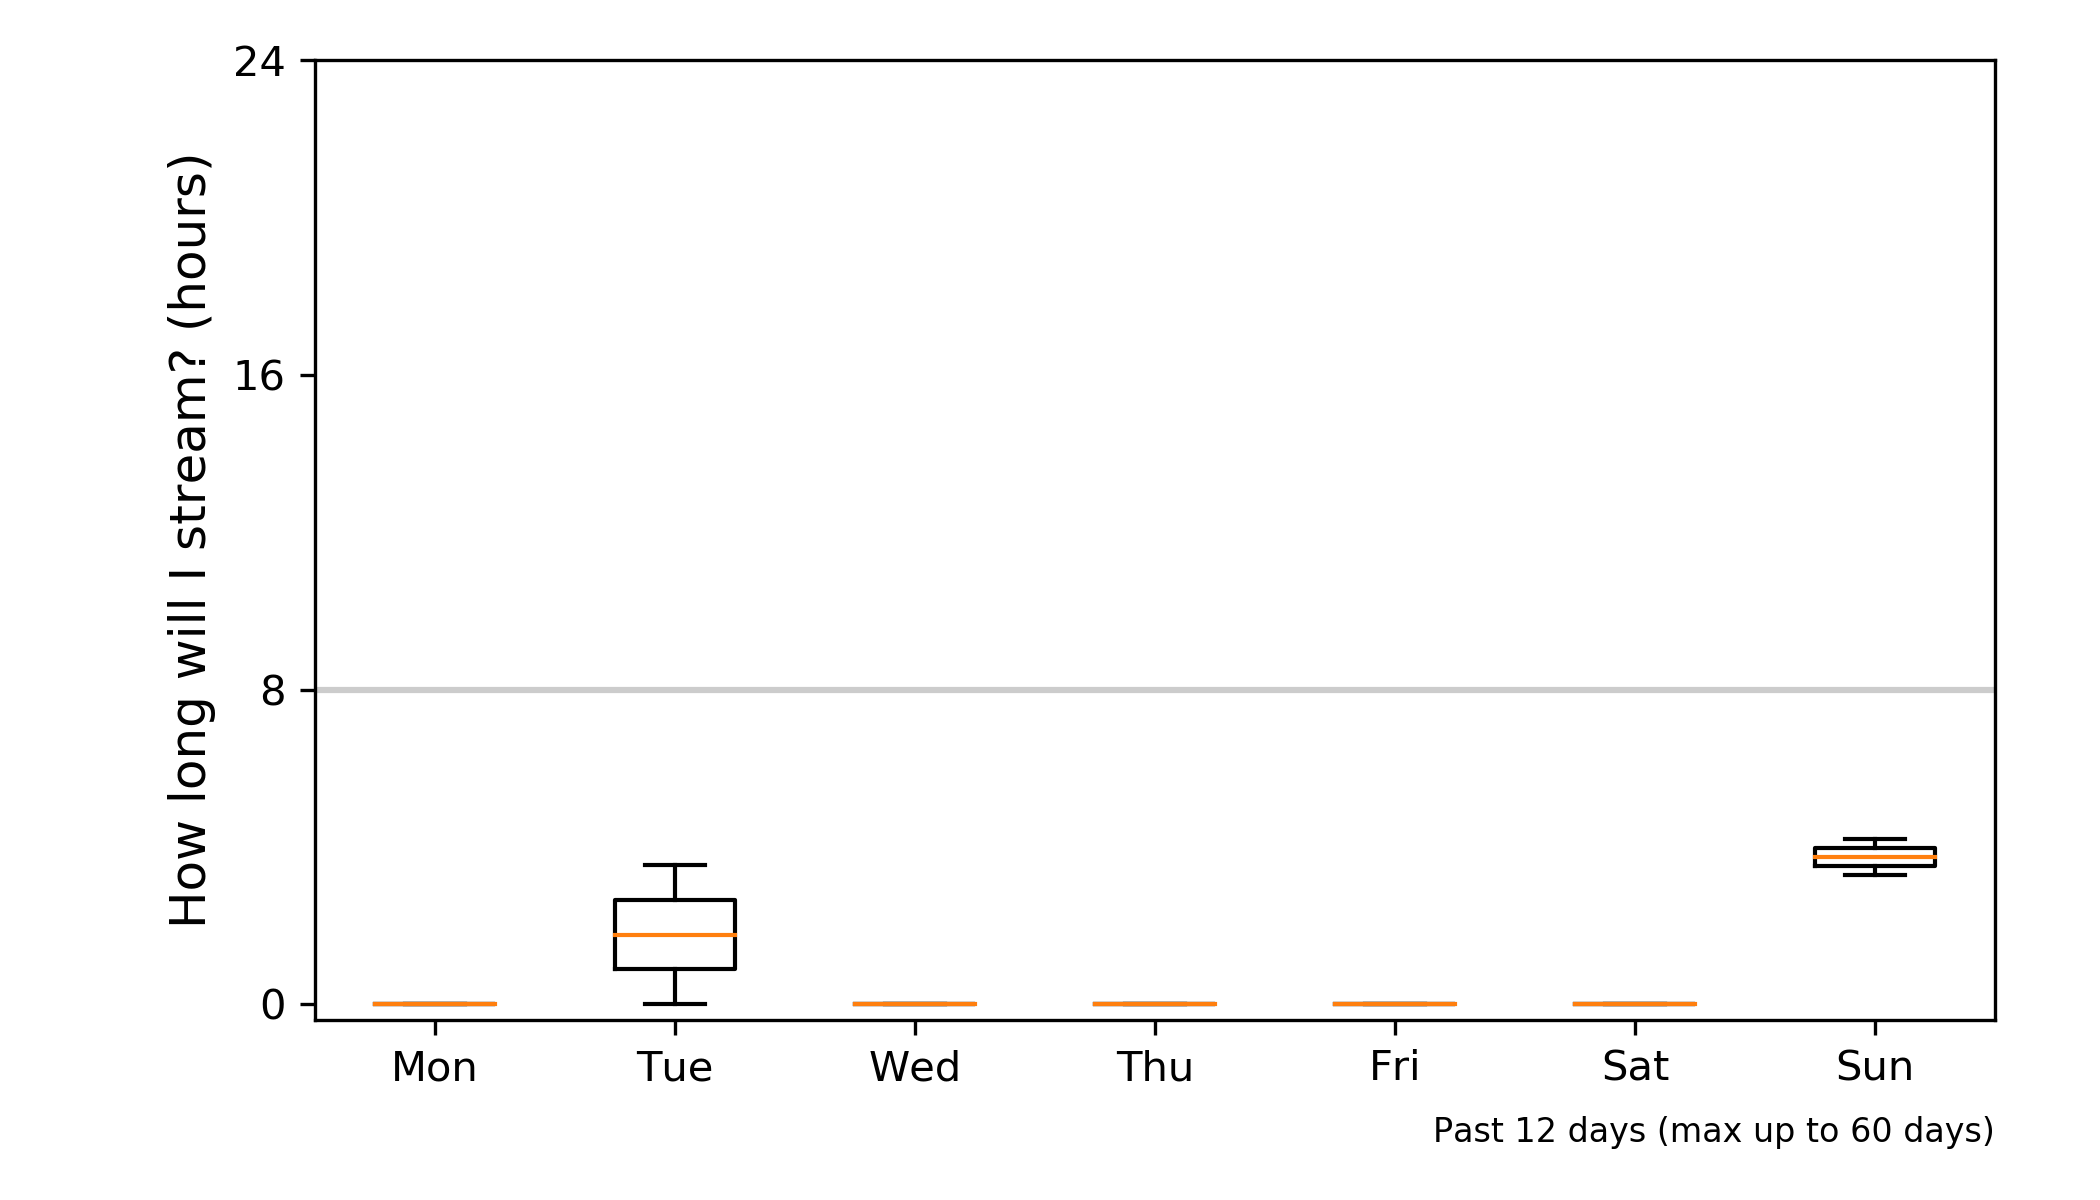 How long will I stream? (hours)
24
16
8
0
Mon Tue Wed Thu Fri Sat Sun
Past 12 days (max up to 60 days)